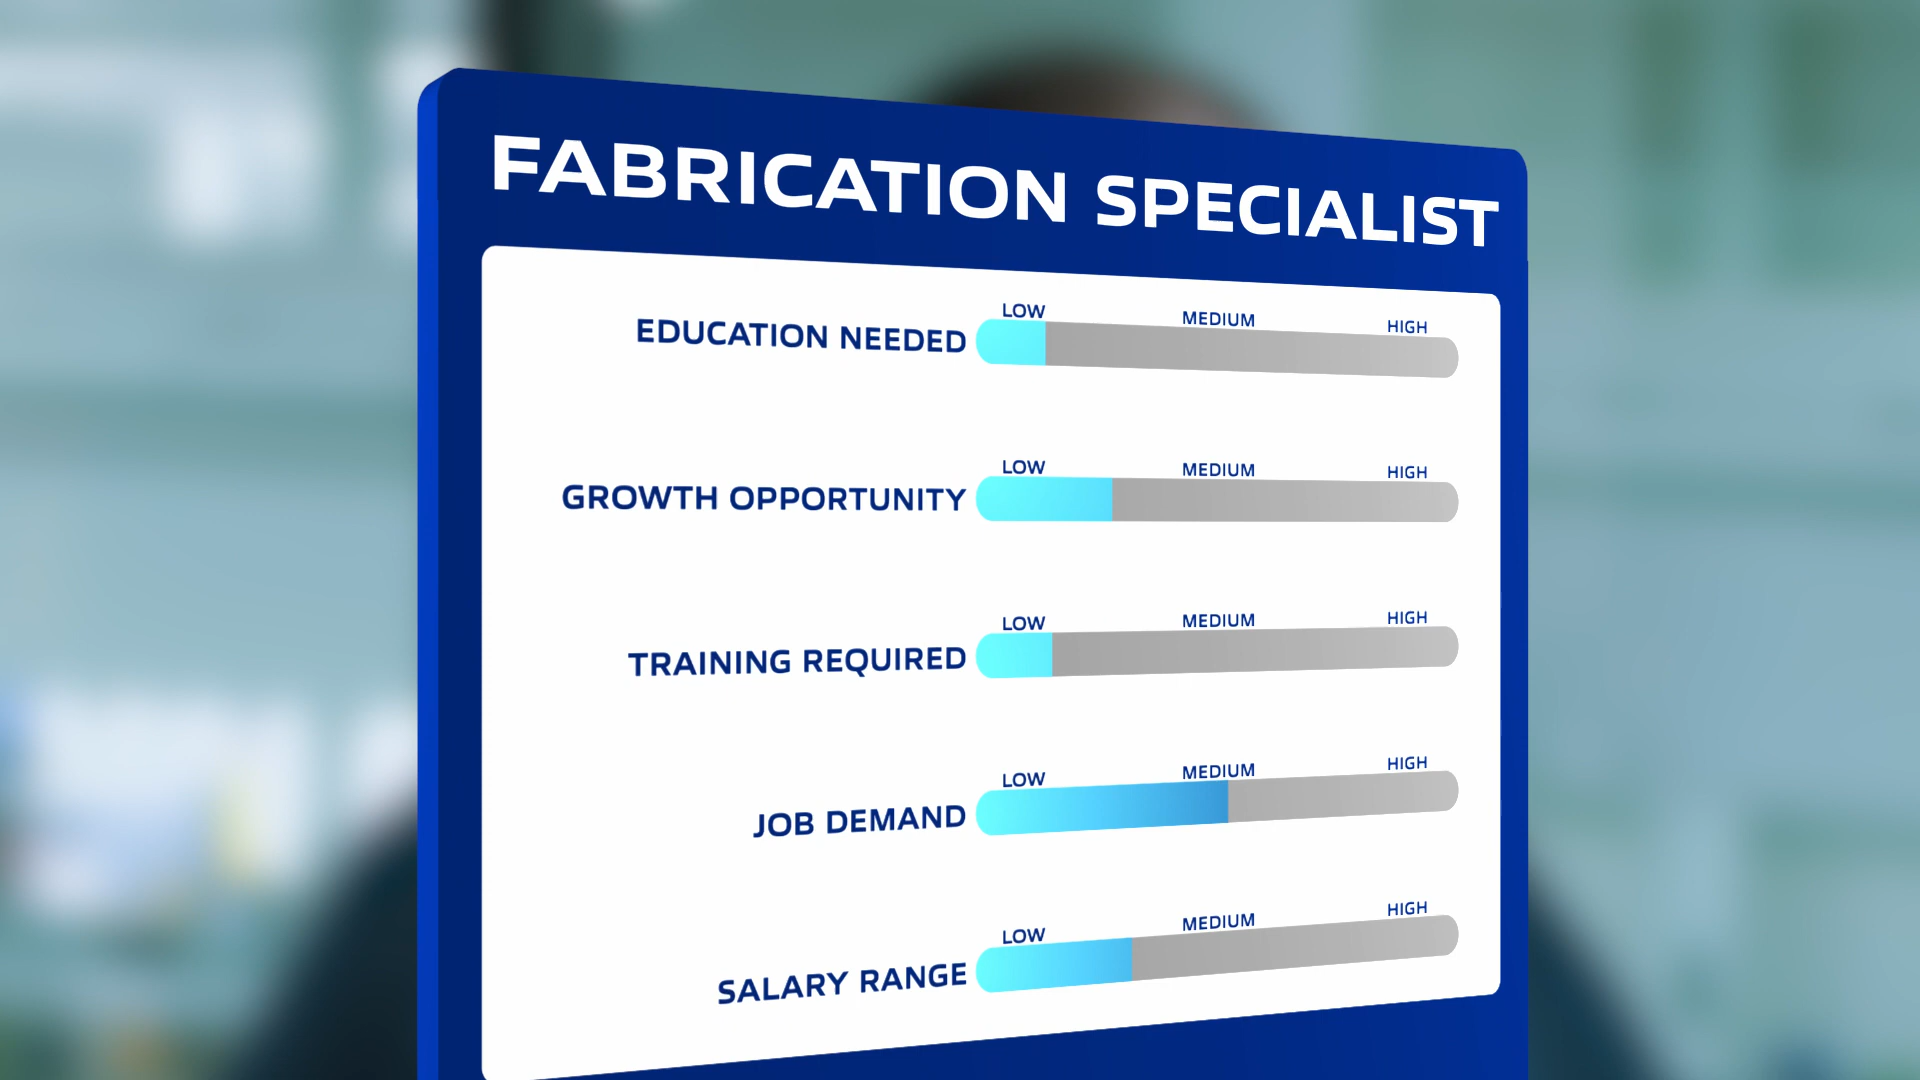 FABRICATION SPECIALIST
LOW MEDIUM HIGH
EDUCATION NEEDED
LOW MEDIUM HIGH
GROWTH OPPORTUNITY
LOW MEDIUM HIGH
TRAINING REQUIRED
LOW MEDIUM HIGH
JOB DEMAND
LOW MEDIUM HIGH
SALARY RANGE